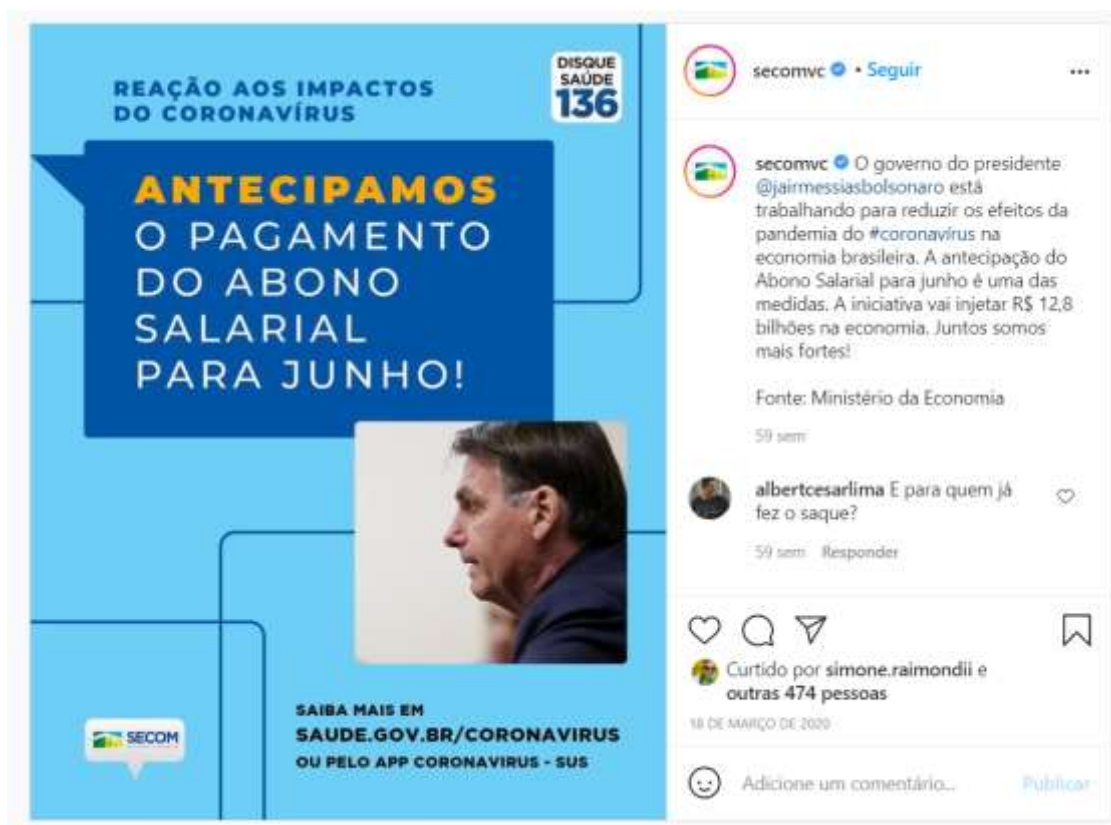 REAÇÃO AOS IMPACTOS
DO CORONAVÍRUS
DISQUE
SAÚDE
136
ANTECIPAMOS
O PAGAMENTO
DO ABONO
SALARIAL
PARA JUNHO!
SAIBA MAIS EM
SAUDE.GOV.BR/CORONAVIRUS
OU PELO APP CORONAVIRUS - SUS
SECOM
secomvc • Seguir
secomvc O governo do presidente
@jairmessiasbolsonaro está
trabalhando para reduzir os efeitos da
pandemia do #coronavírus na
economia brasileira. A antecipação do
Abono Salarial para junho é uma das
medidas. A iniciativa vai injetar R$ 12,8
bilhões na economia. Juntos somos
mais fortes!
Fonte: Ministério da Economia
59 sem
albertcesarlima E para quem já
fez o saque?
59 sem Responder
Curtido por simone.raimondii e
outras 474 pessoas
18 DE MARÇO DE 2020
Adicione um comentário... Publicar